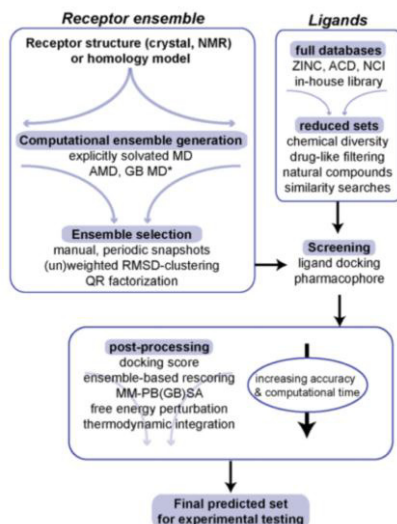 Receptor ensemble
Receptor structure (crystal, NMR)
or homology model
Computational ensemble generation
explicitly solvated MD
AMD, GB MD*
Ensemble selection
manual, periodic snapshots
(un)weighted RMSD-clustering
QR factorization
Ligands
full databases
ZINC, ACD, NCI
in-house library
reduced sets
chemical diversity
drug-like filtering
natural compounds
similarity searches
Screening
ligand docking
pharmacophore
post-processing
docking score
ensemble-based rescoring
MM-PB(GB)SA
free energy perturbation
thermodynamic integration
increasing accuracy
& computational time
Final predicted set
for experimental testing